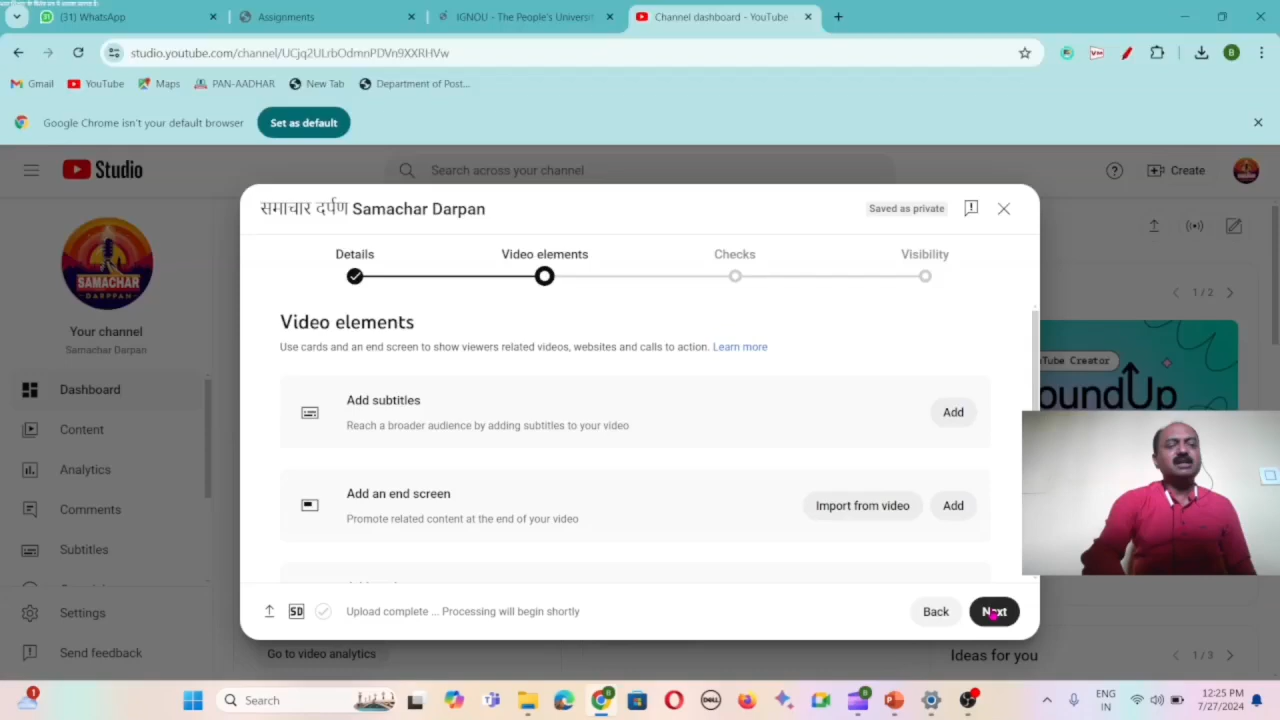 (31) WhatsApp
Assignments
IGNOU - The People's Universit
Channel dashboard - YouTube
studio.youtube.com/channel/UCjq2ULrbOdmnPDVn9XXRHVw
Gmail
YouTube
Maps
PAN-AADHAR
New Tab
Department of Post...
Google Chrome isn't your default browser
Set as default
Studio
Search across your channel
Create
समाचार दर्पण Samachar Darpan
Saved as private
Details
Video elements
Checks
Visibility
SAMACHAR
DARPPAN
1 / 2
Video elements
Your channel
Use cards and an end screen to show viewers related videos, websites and calls to action. Learn more
Samachar Darpan
Tube Creator
Dashboard
oundUp
Add subtitles
Add
Reach a broader audience by adding subtitles to your video
Content
Analytics
Add an end screen
Import from video
Add
Comments
Promote related content at the end of your video
Subtitles
Settings
SD
Upload complete ... Processing will begin shortly
Back
Next
Send feedback
Go to video analytics
Ideas for you
1 / 3
1
Search
DELL
8
8
ENG
IN
12:25 PM
7/27/2024